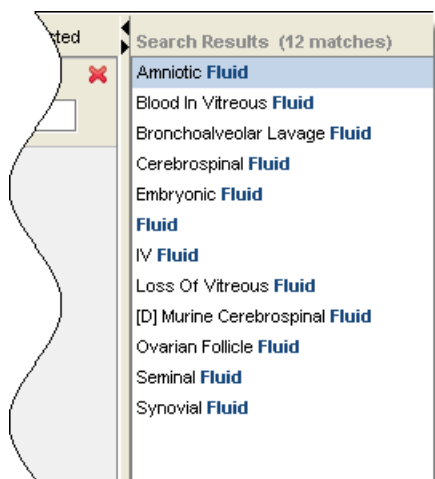 cted
Search Results (12 matches)
Amniotic Fluid
Blood In Vitreous Fluid
Bronchoalveolar Lavage Fluid
Cerebrospinal Fluid
Embryonic Fluid
Fluid
IV Fluid
Loss Of Vitreous Fluid
[D] Murine Cerebrospinal Fluid
Ovarian Follicle Fluid
Seminal Fluid
Synovial Fluid